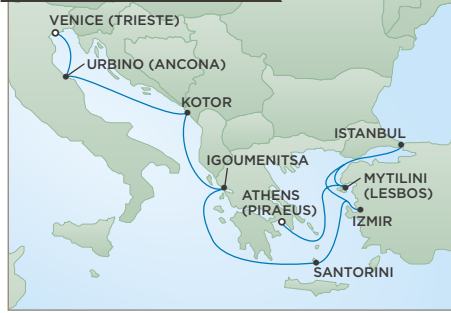 VENICE (TRIESTE)
URBINO (ANCONA)
KOTOR
ISTANBUL
IGOUMENITSA
MYTILINI
(LESBOS)
ATHENS
(PIRAEUS)
IZMIR
SANTORINI